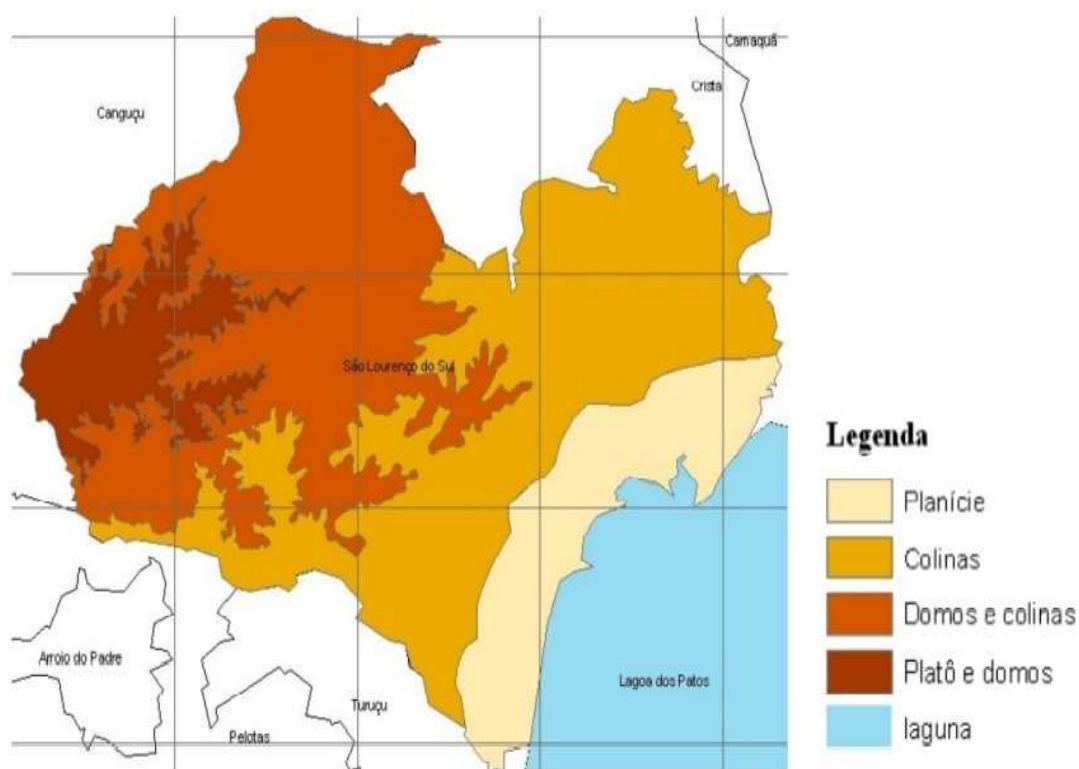 Camaquã
Crista
Canguçu
São Lourenço do Sul
Legenda
Planície
Colinas
Domos e colinas
Arroio do Padre
Platô e domos
Lagoa dos Patos
Turuçu
laguna
Pelotas